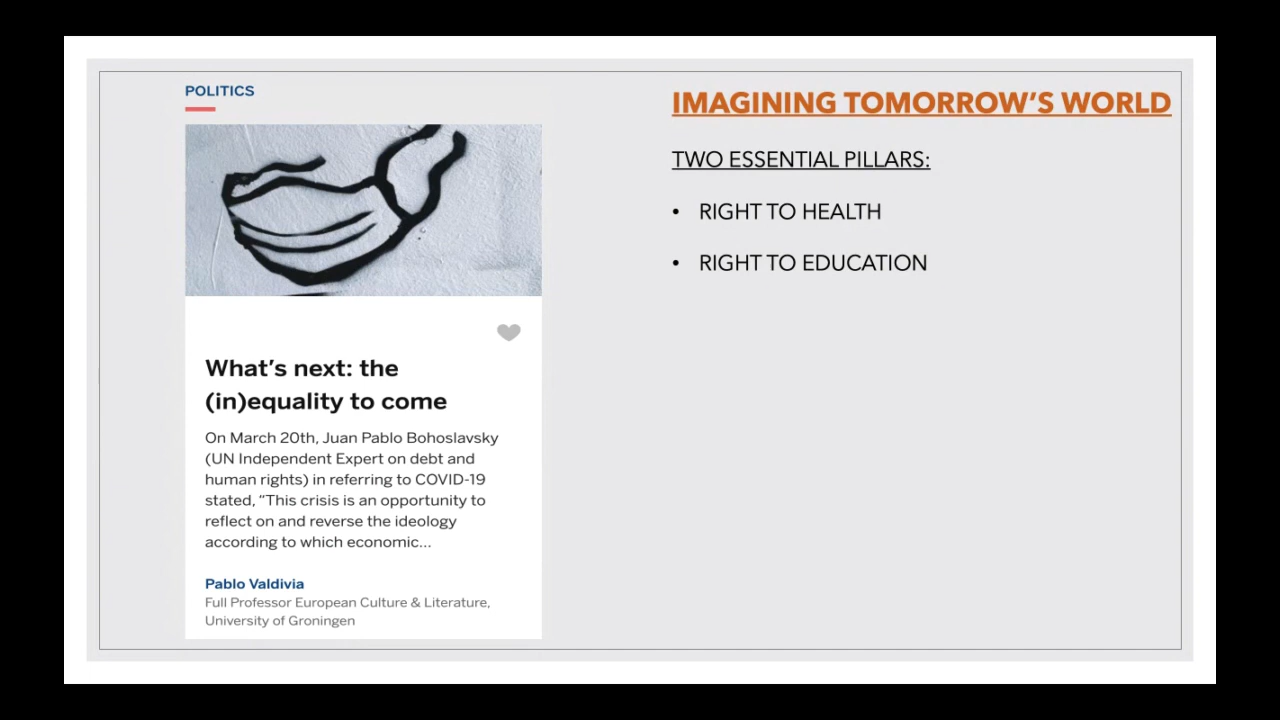 POLITICS
What’s next: the
(in)equality to come
On March 20th, Juan Pablo Bohoslavsky
(UN Independent Expert on debt and
human rights) in referring to COVID-19
stated, “This crisis is an opportunity to
reflect on and reverse the ideology
according to which economic...
Pablo Valdivia
Full Professor European Culture & Literature,
University of Groningen
IMAGINING TOMORROW’S WORLD
TWO ESSENTIAL PILLARS:
• RIGHT TO HEALTH
• RIGHT TO EDUCATION